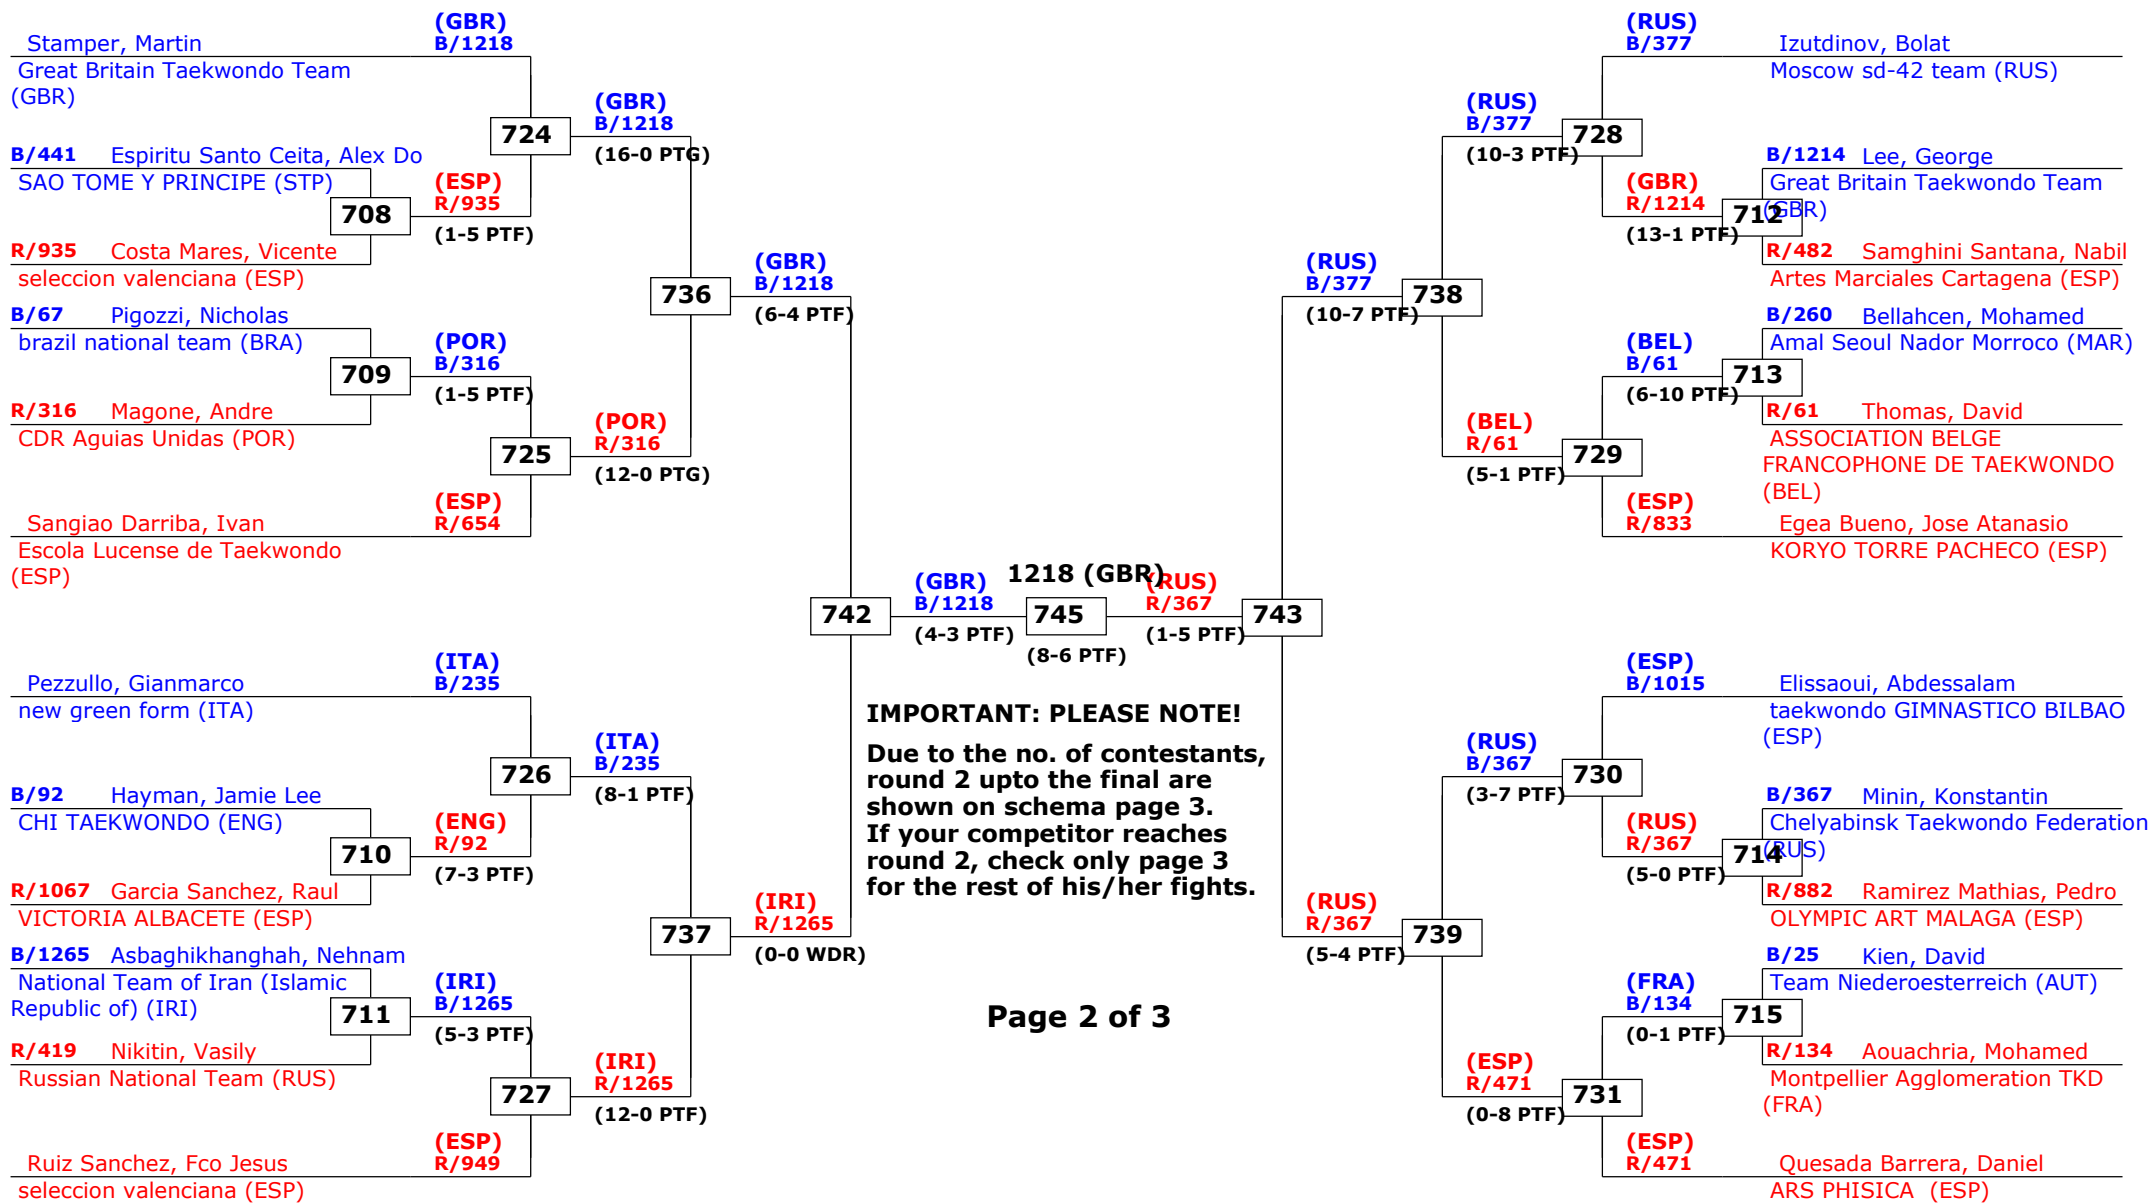 (GBR)
Stamper, Martin B/1218
Great Britain Taekwondo Team
(GBR)
(GBR)
B/1218
724
(16-0 PTG)
B/441 Espiritu Santo Ceita, Alex Do
SAO TOME Y PRINCIPE (STP)
(ESP)
R/935
708
(1-5 PTF)
R/935 Costa Mares, Vicente
seleccion valenciana (ESP)
(GBR)
B/1218
736
(6-4 PTF)
B/67 Pigozzi, Nicholas
brazil national team (BRA)
(POR)
B/316
709
(1-5 PTF)
R/316 Magone, Andre
CDR Aguias Unidas (POR)
(POR)
R/316
725
(12-0 PTG)
(ESP)
Sangiao Darriba, Ivan R/654
Escola Lucense de Taekwondo
(ESP)
742
(GBR)
B/1218
(4-3 PTF)
1218 (GBR)
745
(8-6 PTF)
(RUS)
R/367
(1-5 PTF)
743
(ITA)
Pezzullo, Gianmarco B/235
new green form (ITA)
(ITA)
B/235
726
(8-1 PTF)
B/92 Hayman, Jamie Lee
CHI TAEKWONDO (ENG)
(ENG)
R/92
710
(7-3 PTF)
R/1067 Garcia Sanchez, Raul
VICTORIA ALBACETE (ESP)
(IRI)
R/1265
737
(0-0 WDR)
B/1265 Asbaghikhanghah, Nehnam
National Team of Iran (Islamic
Republic of) (IRI)
(IRI)
B/1265
711
(5-3 PTF)
R/419 Nikitin, Vasily
Russian National Team (RUS)
(IRI)
R/1265
727
(12-0 PTF)
(ESP)
Ruiz Sanchez, Fco Jesus R/949
seleccion valenciana (ESP)
IMPORTANT: PLEASE NOTE!
Due to the no. of contestants,
round 2 upto the final are
shown on schema page 3.
If your competitor reaches
round 2, check only page 3
for the rest of his/her fights.
Page 2 of 3
(RUS)
B/377 Izutdinov, Bolat
Moscow sd-42 team (RUS)
(RUS)
B/377
728
(10-3 PTF)
B/1214 Lee, George
Great Britain Taekwondo Team
(GBR)
(GBR)
R/1214
712
(13-1 PTF)
R/482 Samghini Santana, Nabil
Artes Marciales Cartagena (ESP)
(RUS)
B/377
738
(10-7 PTF)
B/260 Bellahcen, Mohamed
Amal Seoul Nador Morroco (MAR)
(BEL)
B/61
713
(6-10 PTF)
R/61 Thomas, David
ASSOCIATION BELGE
FRANCOPHONE DE TAEKWONDO
(BEL)
(BEL)
R/61
729
(5-1 PTF)
(ESP)
R/833 Egea Bueno, Jose Atanasio
KORYO TORRE PACHECO (ESP)
(ESP)
B/1015 Elissaoui, Abdessalam
taekwondo GIMNASTICO BILBAO
(ESP)
(RUS)
B/367
730
(3-7 PTF)
B/367 Minin, Konstantin
Chelyabinsk Taekwondo Federation
(RUS)
(RUS)
R/367
714
(5-0 PTF)
R/882 Ramirez Mathias, Pedro
OLYMPIC ART MALAGA (ESP)
(RUS)
R/367
739
(5-4 PTF)
B/25 Kien, David
Team Niederoesterreich (AUT)
(FRA)
B/134
715
(0-1 PTF)
R/134 Aouachria, Mohamed
Montpellier Agglomeration TKD
(FRA)
(ESP)
R/471
731
(0-8 PTF)
(ESP)
R/471 Quesada Barrera, Daniel
ARS PHISICA (ESP)